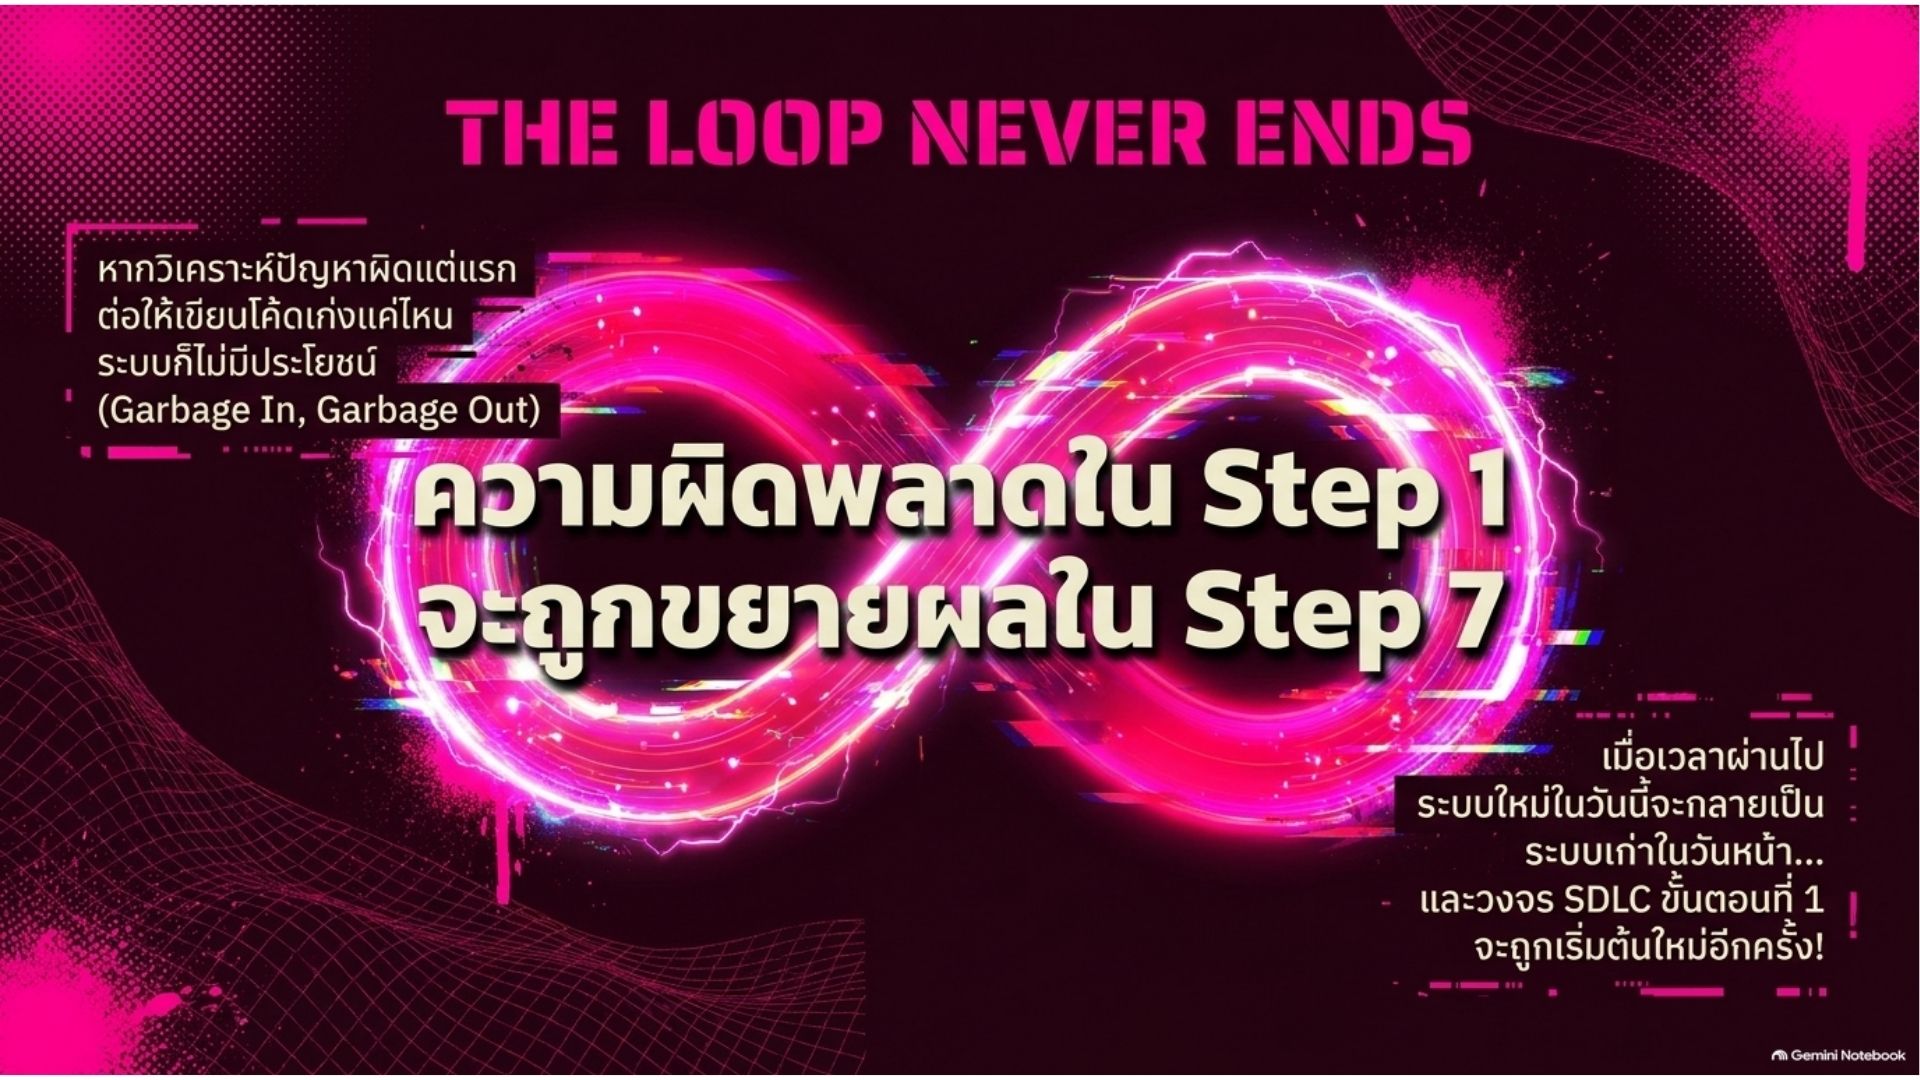 THE LOOP NEVER ENDS
หากวิเคราะห์ปัญหาผิดแต่แรก
ต่อให้เขียนโค้ดเก่งแค่ไหน
ระบบก็ไม่มีประโยชน์
(Garbage In, Garbage Out)
ความผิดพลาดใน Step 1
จะถูกขยายผลใน Step 7
เมื่อเวลาผ่านไป
ระบบใหม่ในวันนี้จะกลายเป็น
ระบบเก่าในวันหน้า...
และวงจร SDLC ขั้นตอนที่ 1
จะถูกเริ่มต้นใหม่อีกครั้ง!
Gemini Notebook